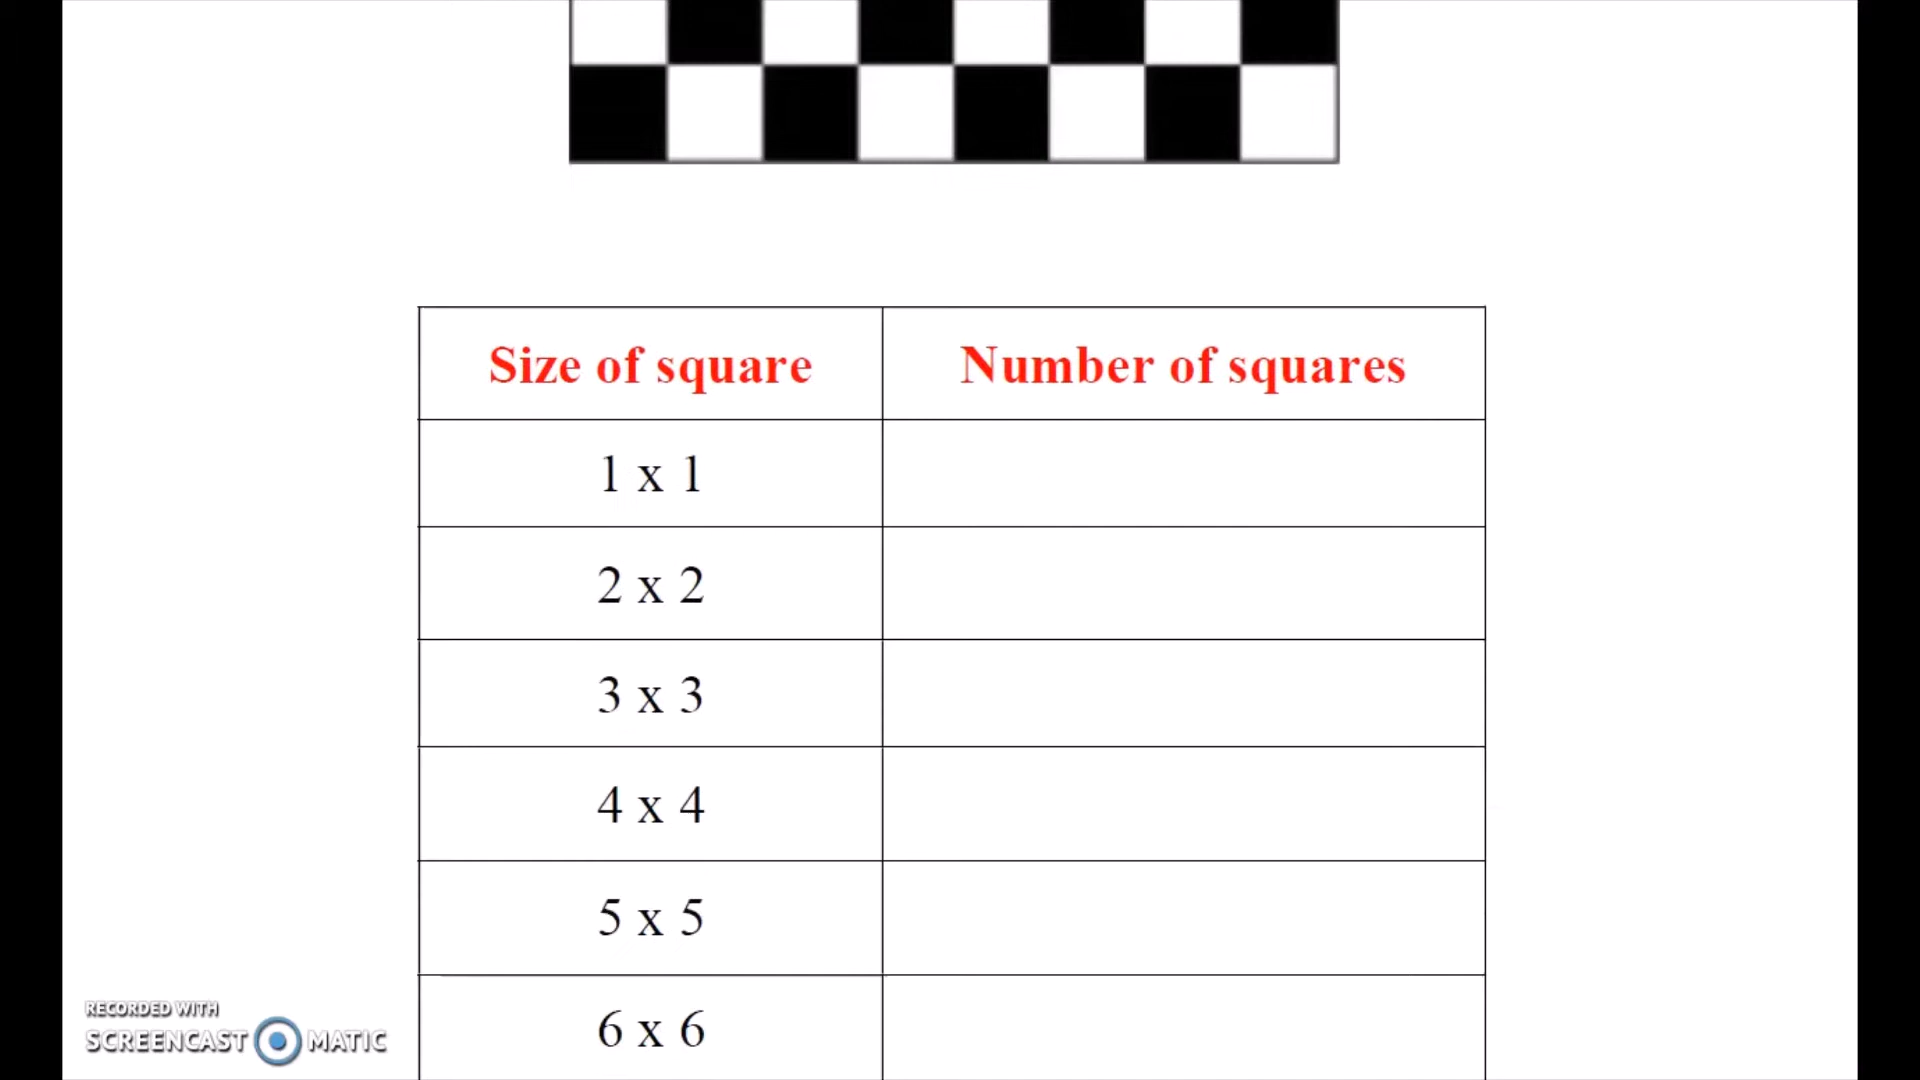 Size of square Number of squares
1 x 1
2 x 2
3 x 3
4 x 4
5 x 5
6 x 6
RECORDED WITH
SCREENCAST MATIC